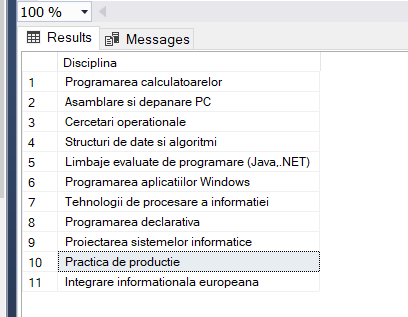 100 %
Results Messages
Disciplina
1 Programarea calculatoarelor
2 Asamblare si depanare PC
3 Cercetari operationale
4 Structuri de date si algoritmi
5 Limbaje evaluate de programare (Java,.NET)
6 Programarea aplicatiilor Windows
7 Tehnologii de procesare a informatiei
8 Programarea declarativa
9 Proiectarea sistemelor informatice
10 Practica de productie
11 Integrare informationala europeana